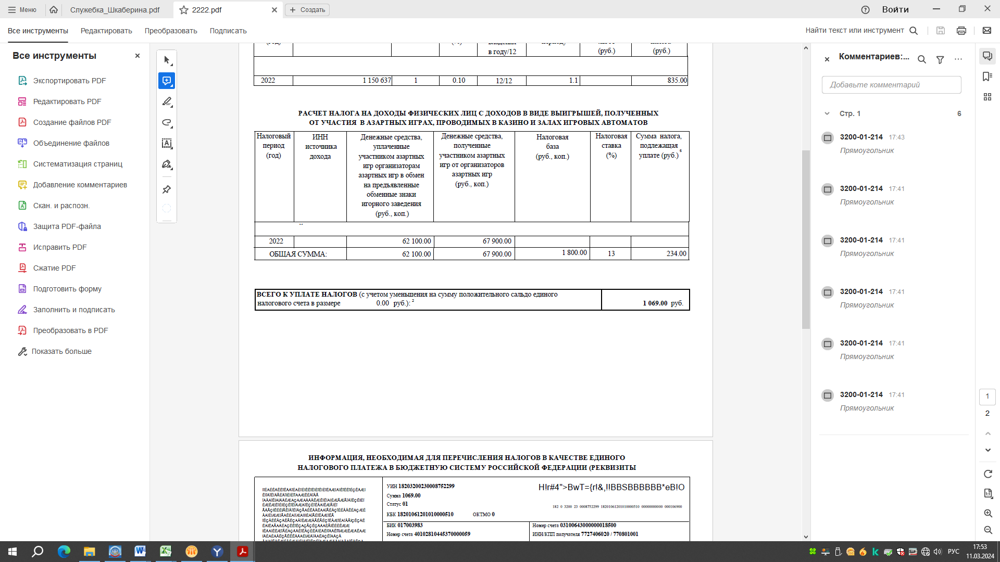 Меню
Служебка_Шкаберина.pdf
2222.pdf
Создать
Войти
Все инструменты
Редактировать
Преобразовать
Подписать
Найти текст или инструмент
Все инструменты
Экспортировать PDF
Редактировать PDF
Создание файлов PDF
Объединение файлов
Систематизация страниц
Добавление комментариев
Скан. и распозн.
Защита PDF-файла
Исправить PDF
Сжатие PDF
Подготовить форму
Заполнить и подписать
Преобразовать в PDF
Показать больше
(год) (%) владения периоду
в году/12 (руб.) (руб.)
2022 1 150 637 1 0.10 12/12 1.1 835.00
РАСЧЕТ НАЛОГА НА ДОХОДЫ ФИЗИЧЕСКИХ ЛИЦ С ДОХОДОВ В ВИДЕ ВЫИГРЫШЕЙ, ПОЛУЧЕННЫХ
ОТ УЧАСТИЯ В АЗАРТНЫХ ИГРАХ, ПРОВОДИМЫХ В КАЗИНО И ЗАЛАХ ИГРОВЫХ АВТОМАТОВ
Налоговый
период
(год)
ИНН
источника
дохода
Денежные средства,
уплаченные
участником азартных
игр организаторам
азартных игр в обмен
на предъявленные
обменные знаки
игорного заведения
(руб., коп.)
Денежные средства,
полученные
участником азартных
игр от организаторов
азартных игр
(руб., коп.)
Налоговая
база
(руб., коп.)
Налоговая
ставка
(%)
Сумма налога,
подлежащая
уплате (руб.) 6
2022 62 100.00 67 900.00
ОБЩАЯ СУММА: 62 100.00 67 900.00 1 800.00 13 234.00
ВСЕГО К УПЛАТЕ НАЛОГОВ (с учетом уменьшения на сумму положительного сальдо единого
налогового счета в размере 0.00 руб.): 2 1 069.00 руб.
ИНФОРМАЦИЯ, НЕОБХОДИМАЯ ДЛЯ ПЕРЕЧИСЛЕНИЯ НАЛОГОВ В КАЧЕСТВЕ ЕДИНОГО
НАЛОГОВОГО ПЛАТЕЖА В БЮДЖЕТНУЮ СИСТЕМУ РОССИЙСКОЙ ФЕДЕРАЦИИ (РЕКВИЗИТЫ
УИН 18203200230008752299
Сумма 1069.00
Статус 01
КБК 18201061201010000510 ОКТМО 0
H!r#4">BwT={r!&,!!BBSBBBBBB*eB!O
182 0 3200 23 0008752299 18201061201010000510 00000000000 000106900
БИК 017003983
Номер счета 40102810445370000059
Номер счета 03100643000000018500
ИНН/КПП получателя 7727406020 / 770801001
Комментариев:...
Добавьте комментарий
Стр. 1 6
3200-01-214 17:43
Прямоугольник
3200-01-214 17:41
Прямоугольник
3200-01-214 17:41
Прямоугольник
3200-01-214 17:41
Прямоугольник
3200-01-214 17:41
Прямоугольник
3200-01-214 17:41
Прямоугольник
1
2
РУС
17:53
11.03.2024